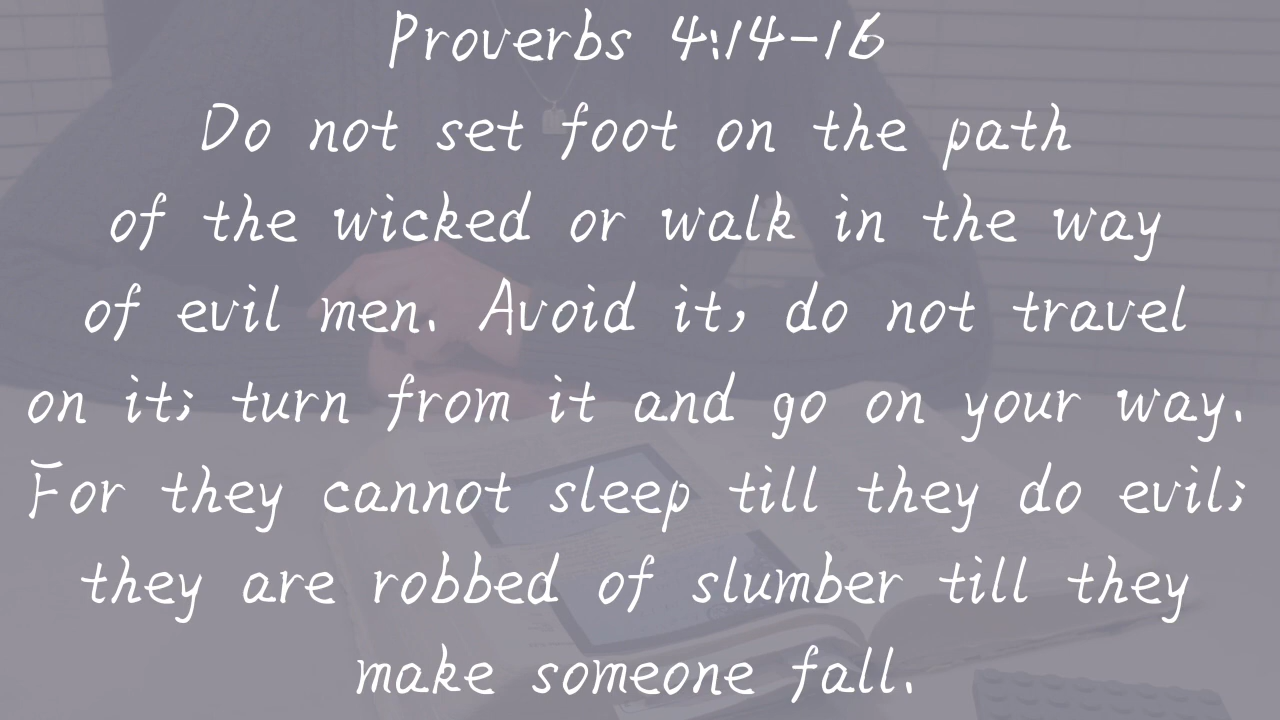 Proverbs 4:14-16
Do not set foot on the path
of the wicked or walk in the way
of evil men. Avoid it, do not travel
on it; turn from it and go on your way.
For they cannot sleep till they do evil;
they are robbed of slumber till they
make someone fall.